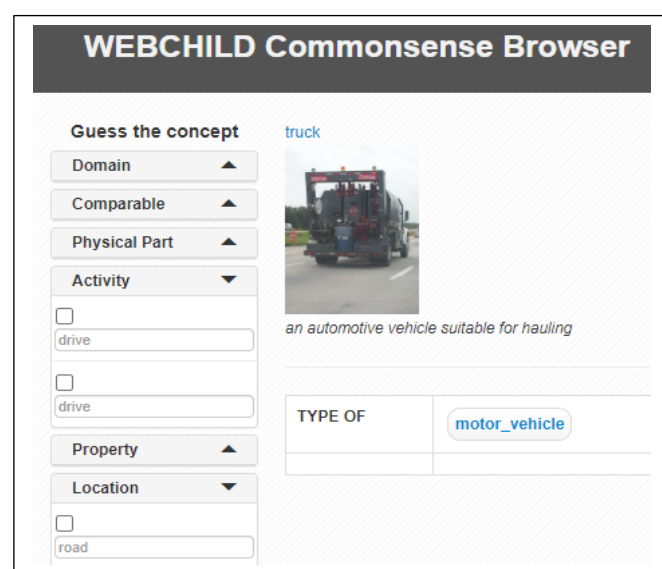 WEBCHILD Commonsense Browser
Guess the concept
Domain
Comparable
Physical Part
Activity
drive
drive
Property
Location
road
truck
an automotive vehicle suitable for hauling
TYPE OF
motor_vehicle